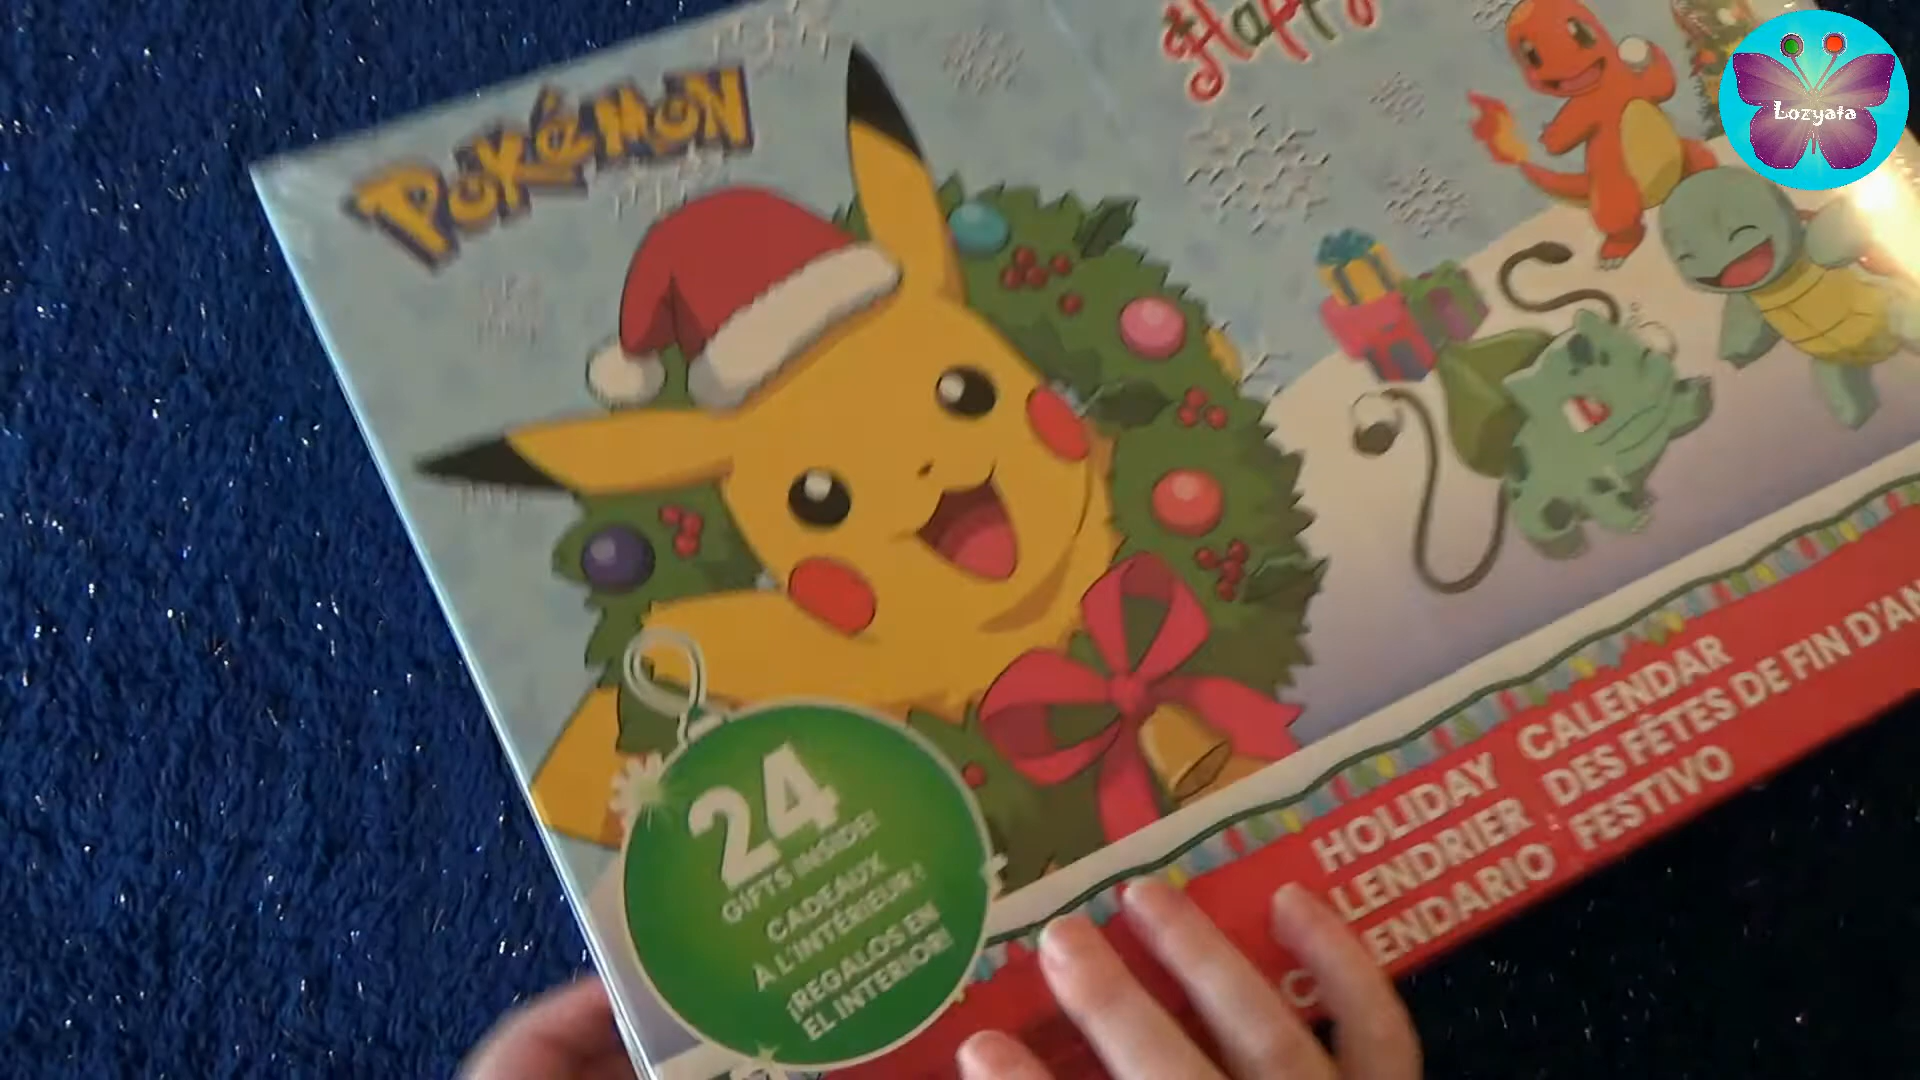 Pokémon
Happy
Lozyata
24
GIFTS INSIDE!
CADEAUX
À L'INTÉRIEUR!
¡REGALOS EN
EL INTERIOR!
HOLIDAY CALENDAR
LENDRIER DES FÊTES DE FIN D'AN
CALENDARIO FESTIVO